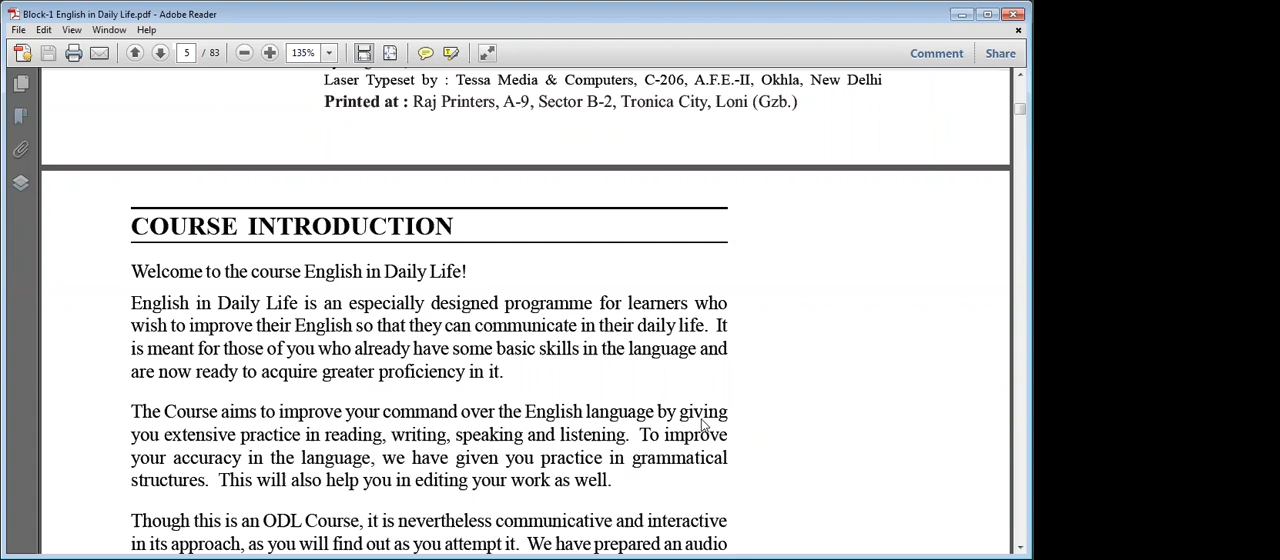 Block-1 English in Daily Life.pdf - Adobe Reader
File Edit View Window Help
5 / 83 135% Comment Share
Laser Typeset by : Tessa Media & Computers, C-206, A.F.E.-II, Okhla, New Delhi
Printed at : Raj Printers, A-9, Sector B-2, Tronica City, Loni (Gzb.)
COURSE INTRODUCTION
Welcome to the course English in Daily Life!
English in Daily Life is an especially designed programme for learners who
wish to improve their English so that they can communicate in their daily life. It
is meant for those of you who already have some basic skills in the language and
are now ready to acquire greater proficiency in it.
The Course aims to improve your command over the English language by giving
you extensive practice in reading, writing, speaking and listening. To improve
your accuracy in the language, we have given you practice in grammatical
structures. This will also help you in editing your work as well.
Though this is an ODL Course, it is nevertheless communicative and interactive
in its approach, as you will find out as you attempt it. We have prepared an audio